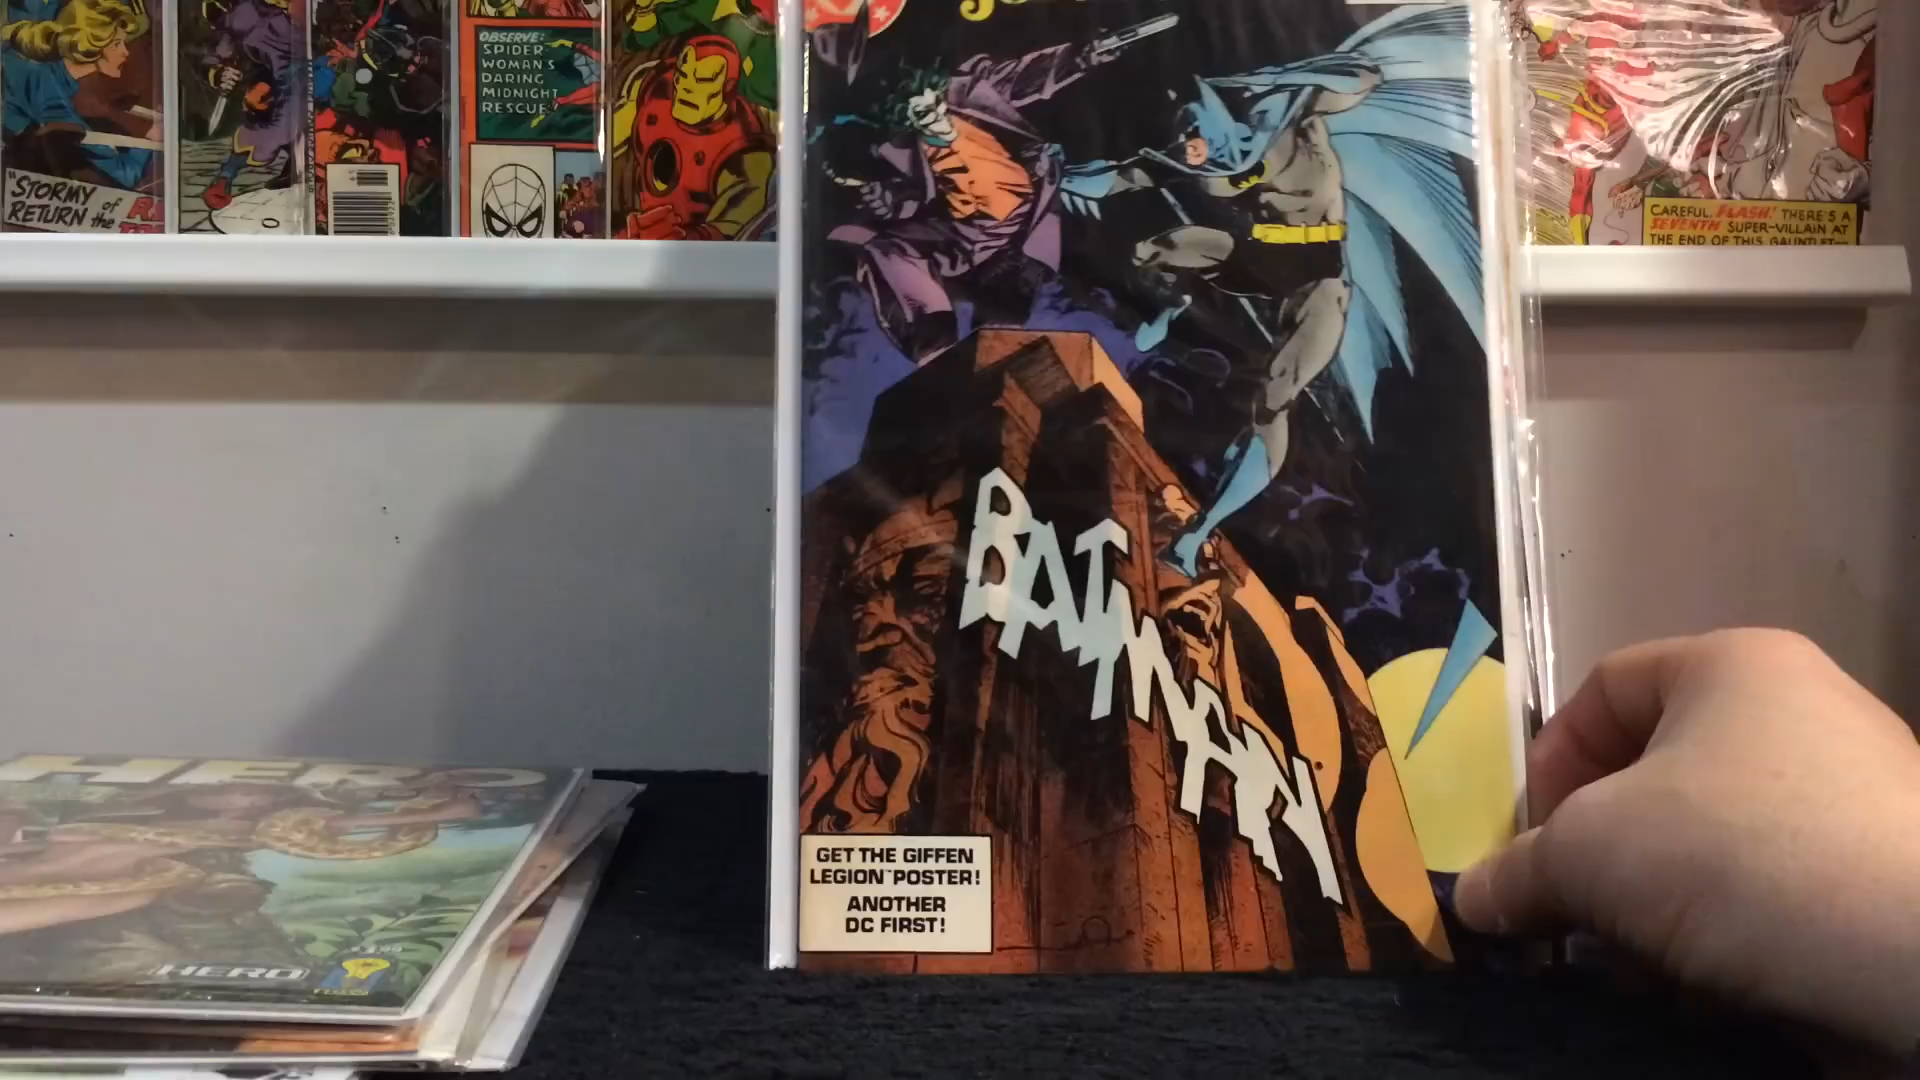 "STORMY
RETURN of the
OBSERVE:
SPIDER
WOMAN'S
DARING
MIDNIGHT
RESCUE!
CAREFUL, FLASH! THERE'S A
SEVENTH SUPER-VILLAIN AT
THE END OF THIS GAUNTLET—
BATMAN
GET THE GIFFEN
LEGION™ POSTER!
ANOTHER
DC FIRST!
HERO
HERO